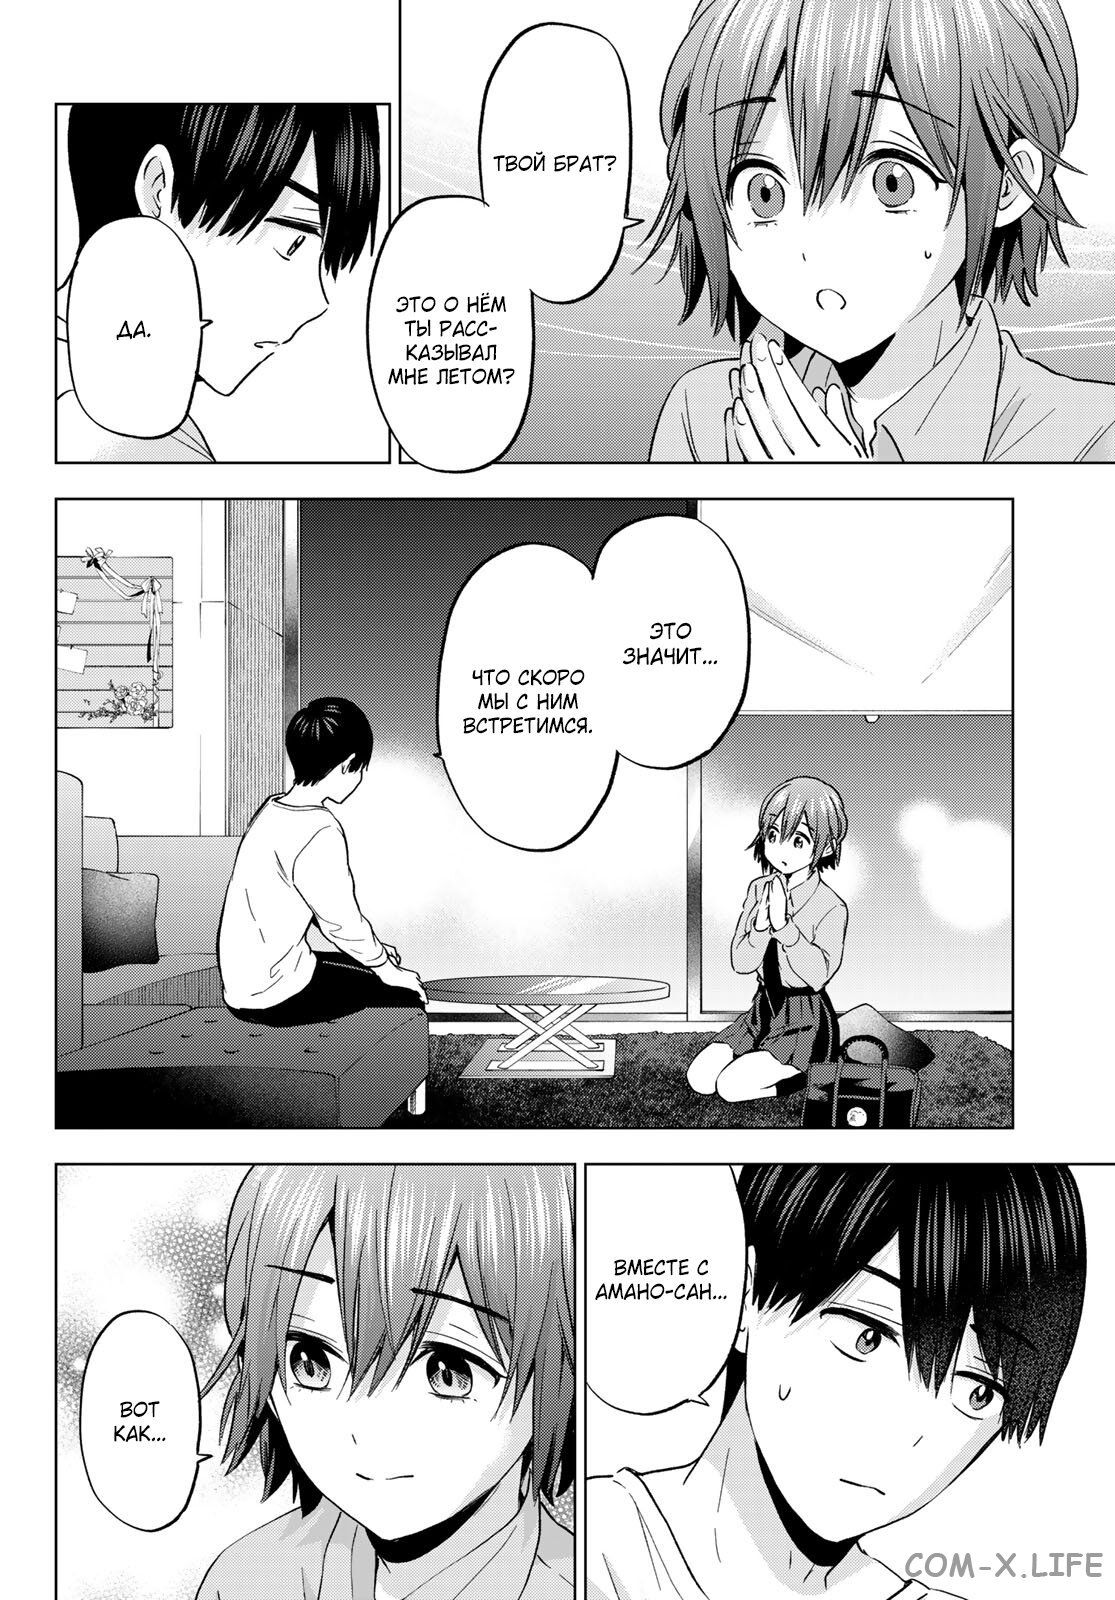 ТВОЙ БРАТ?
ЭТО О НЁМ
ТЫ РАСС-
КАЗЫВАЛ
МНЕ ЛЕТОМ?
ДА.
ЭТО
ЗНАЧИТ...
ЧТО СКОРО
МЫ С НИМ
ВСТРЕТИМСЯ.
ВМЕСТЕ С
АМАНО-САН...
ВОТ
КАК...
COM-X.LIFE